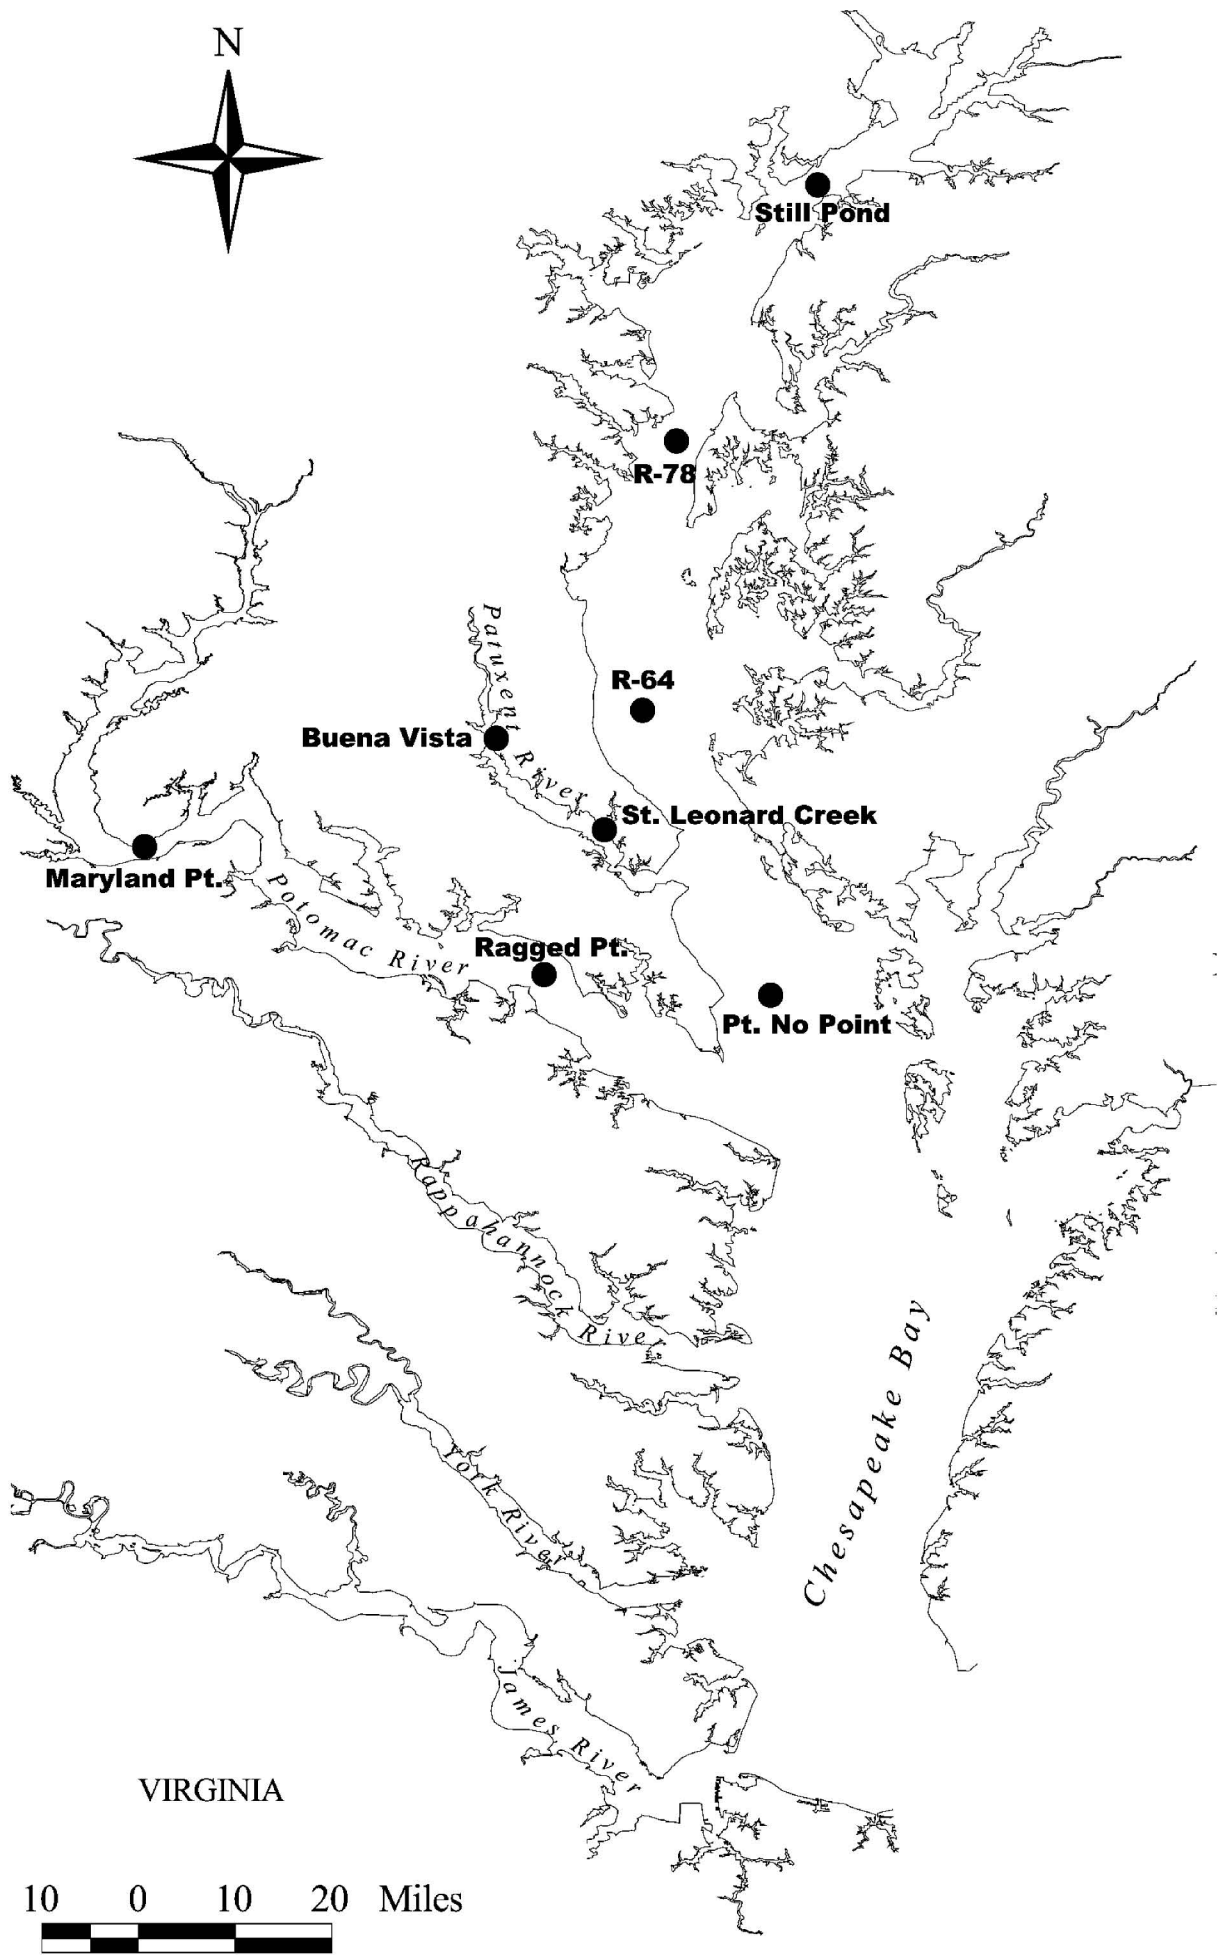 N
Still Pond
R-78
Patuxent River
R-64
Buena Vista
St. Leonard Creek
Maryland Pt.
Potomac River
Ragged Pt.
Pt. No Point
Rappahannock River
Chesapeake Bay
York River
James River
VIRGINIA
10 0 10 20 Miles